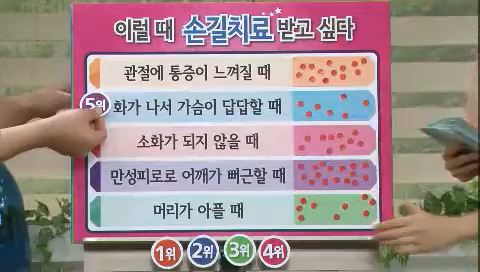 이럴 때 손길치료 받고 싶다
관절에 통증이 느껴질 때
5위 화가 나서 가슴이 답답할 때
소화가 되지 않을 때
만성피로로 어깨가 뻐근할 때
머리가 아플 때
1위 2위 3위 4위